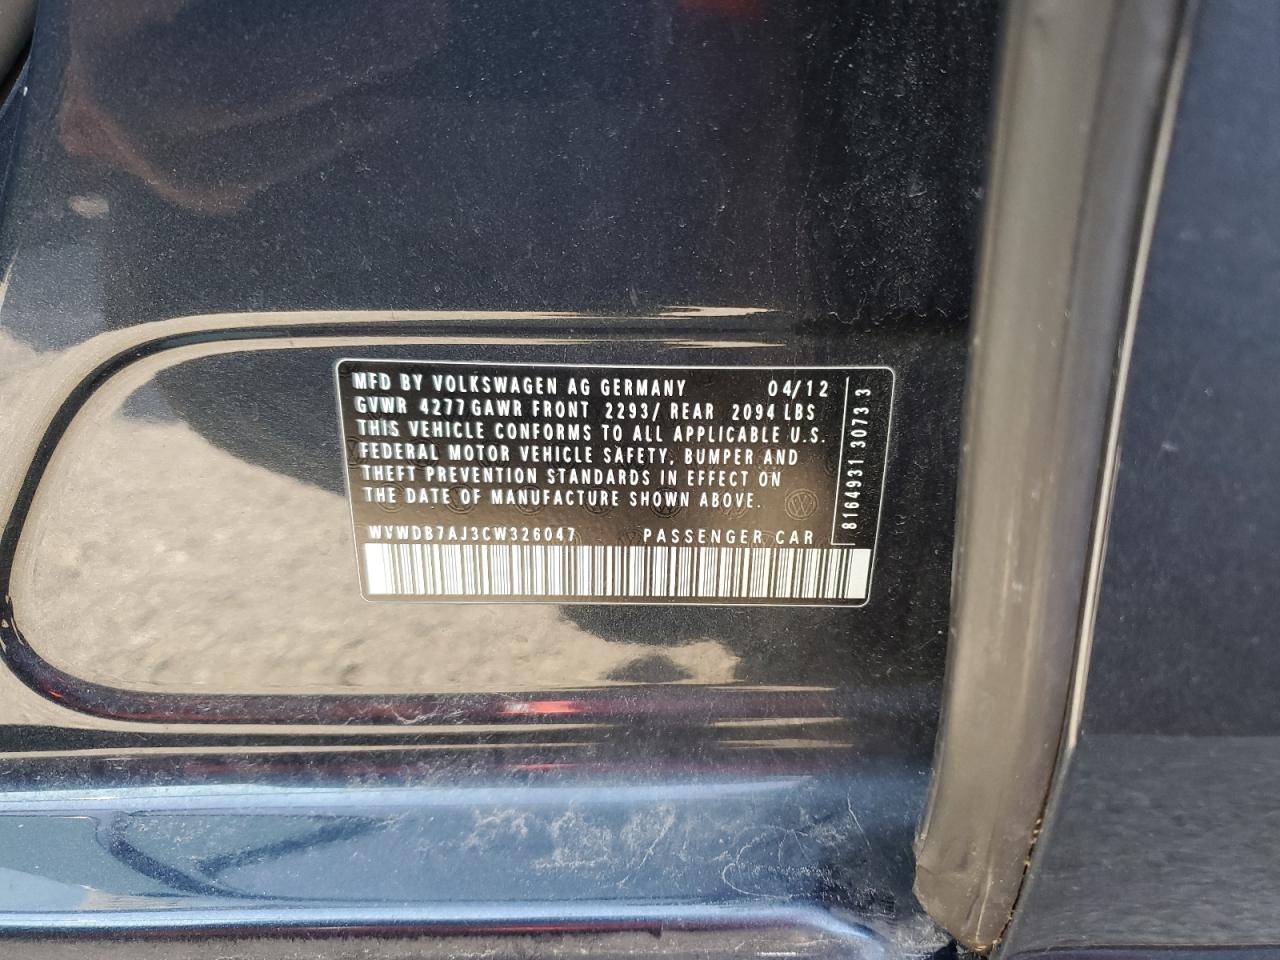 MFD BY VOLKSWAGEN AG GERMANY 04/12
GVWR 4277 GAWR FRONT 2293/ REAR 2094 LBS
THIS VEHICLE CONFORMS TO ALL APPLICABLE U.S.
FEDERAL MOTOR VEHICLE SAFETY, BUMPER AND
THEFT PREVENTION STANDARDS IN EFFECT ON
THE DATE OF MANUFACTURE SHOWN ABOVE.
WVWDB7AJ3CW326047 PASSENGER CAR
8164931 3073 3